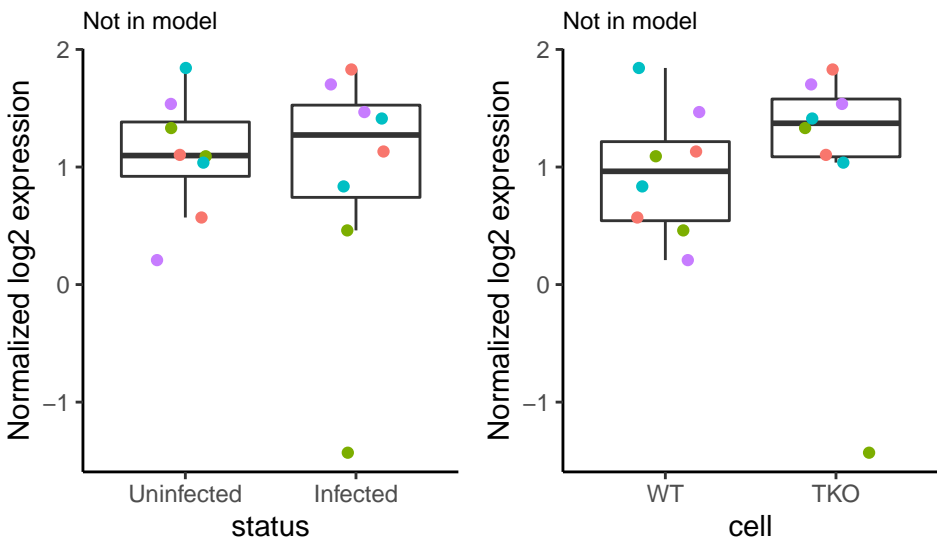 Not in model
Normalized log2 expression
2
1
0
−1
Uninfected
Infected
status
Not in model
Normalized log2 expression
2
1
0
−1
WT
TKO
cell